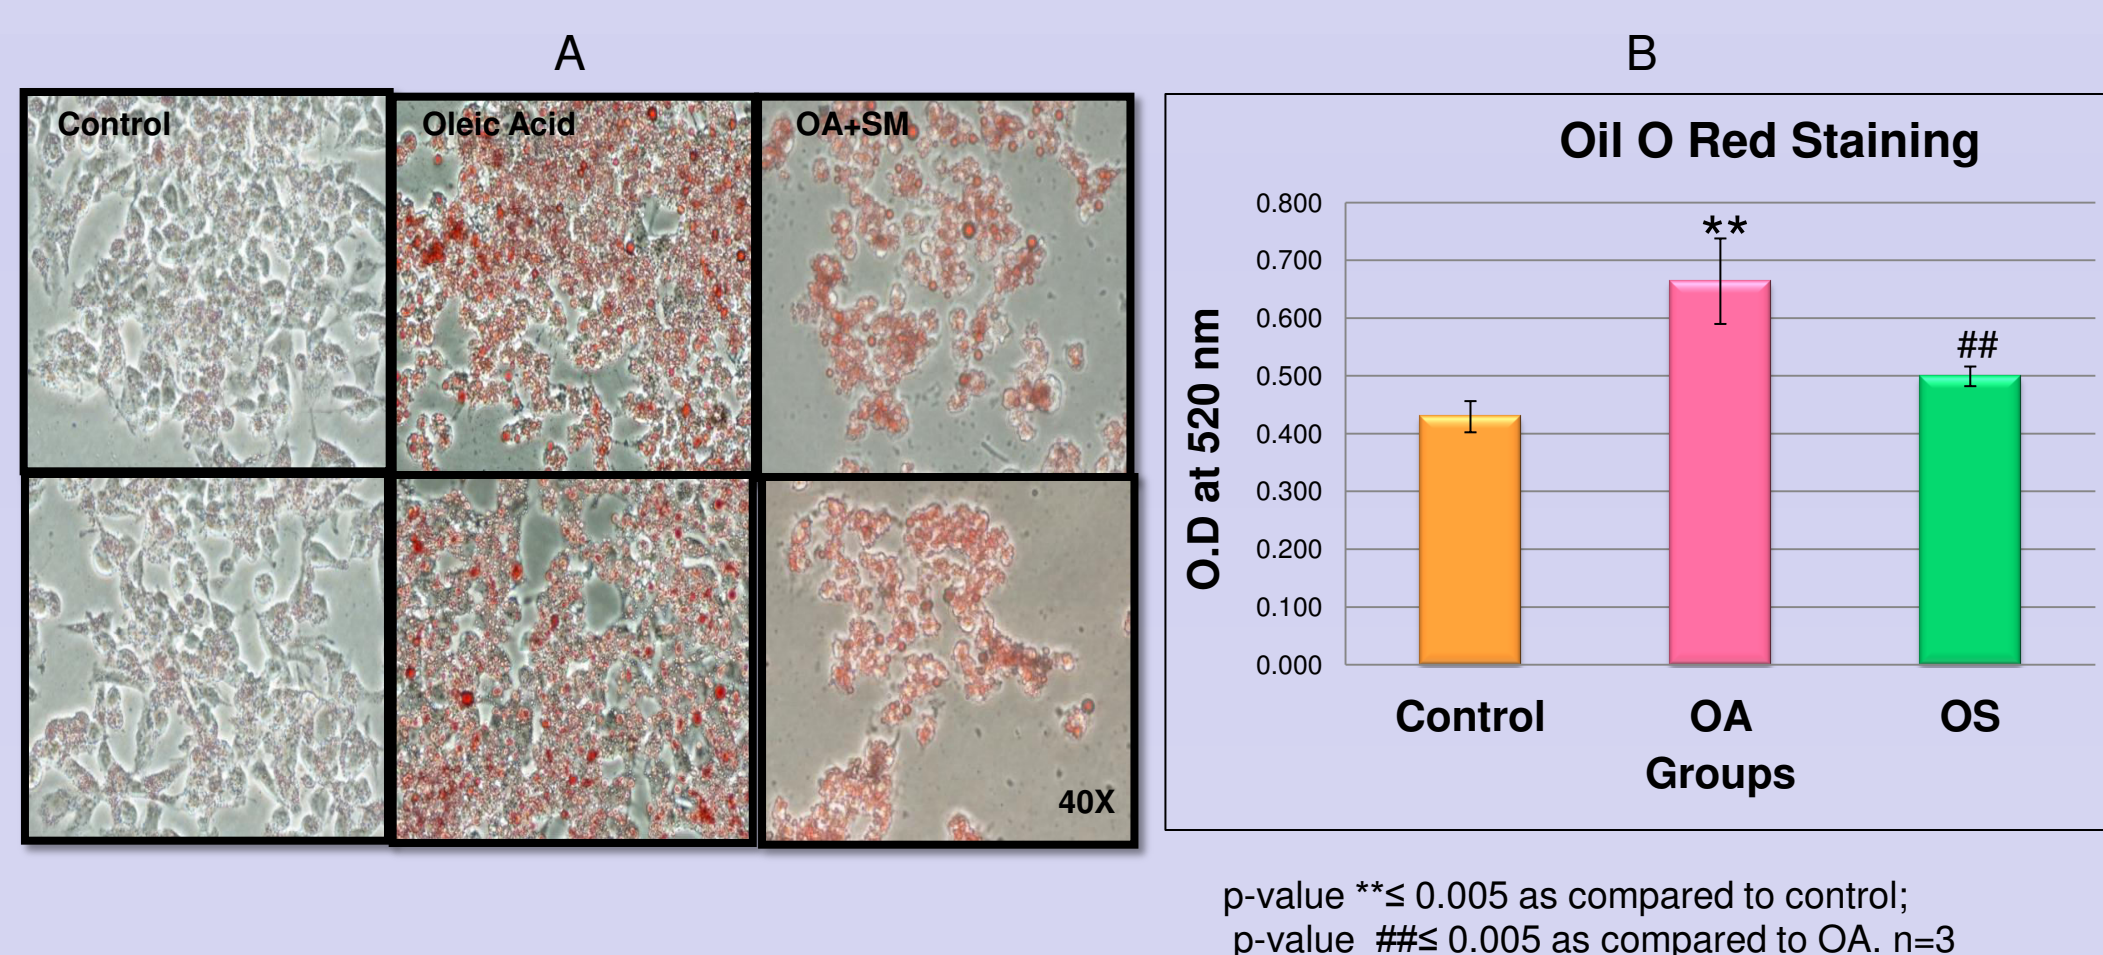 A
B
Control
Oleic Acid
OA+SM
40X
Oil O Red Staining
O.D at 520 nm
0.800
0.700
0.600
0.500
0.400
0.300
0.200
0.100
0.000
**
##
Control OA OS
Groups
p-value **≤ 0.005 as compared to control;
p-value ##≤ 0.005 as compared to OA. n=3